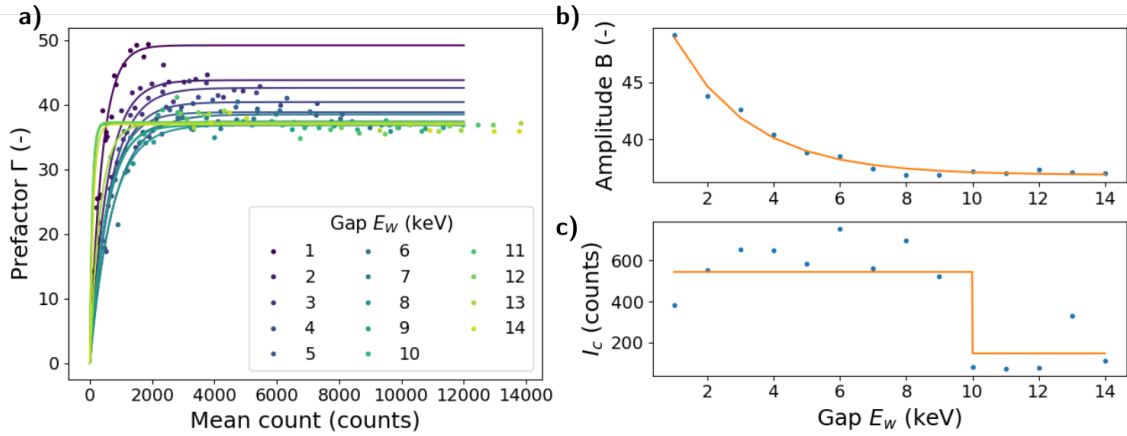 a)
Prefactor Γ (-)
50
40
30
20
10
0
Gap E_W (keV)
1 6 11
2 7 12
3 8 13
4 9 14
5 10
0 2000 4000 6000 8000 10000 12000 14000
Mean count (counts)
b)
Amplitude B (-)
45
40
2 4 6 8 10 12 14
c)
I_c (counts)
600
400
200
2 4 6 8 10 12 14
Gap E_w (keV)